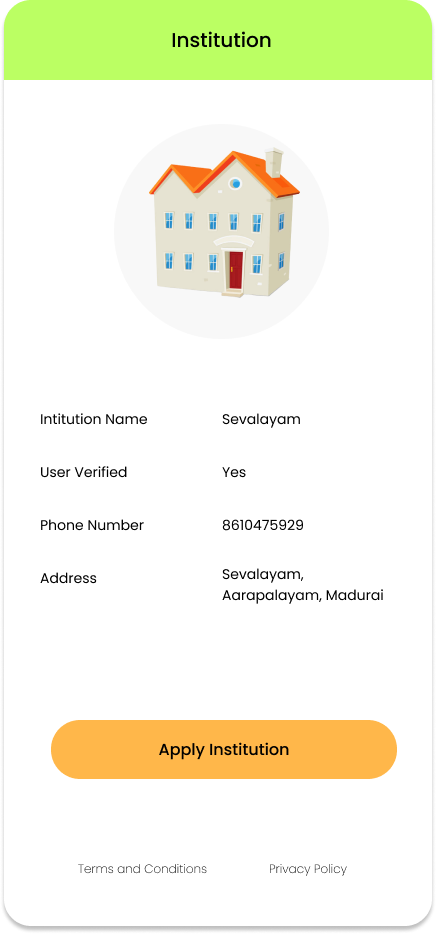 Institution
Intitution Name Sevalayam
User Verified Yes
Phone Number 8610475929
Address Sevalayam,
Aarapalayam, Madurai
Apply Institution
Terms and Conditions Privacy Policy